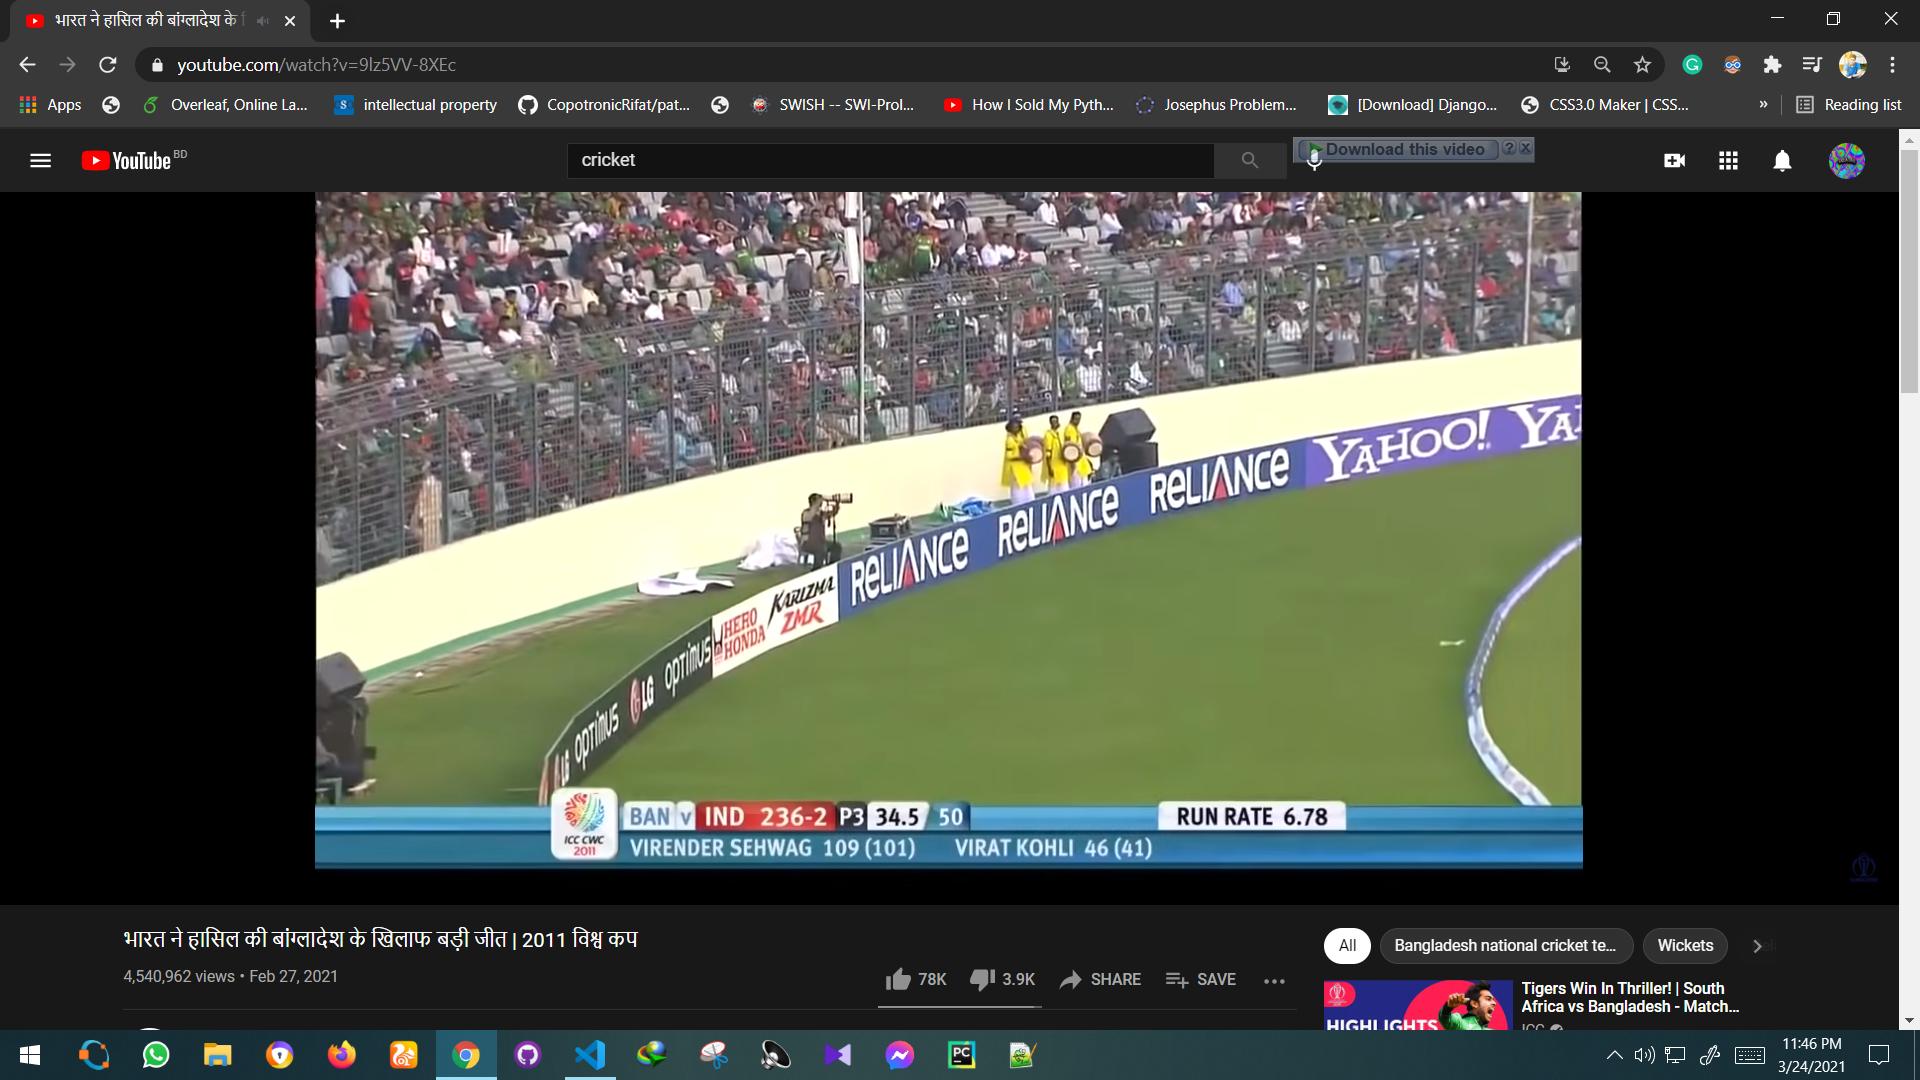 भारत ने हासिल की बांग्लादेश के
youtube.com/watch?v=9lz5VV-8XEc
Apps
Overleaf, Online La...
intellectual property
CopotronicRifat/pat...
SWISH -- SWI-Prol...
How I Sold My Pyth...
Josephus Problem...
[Download] Django...
CSS3.0 Maker | CSS...
»
Reading list
YouTube BD
cricket
Download this video
YAHOO! YA
RELIANCE
RELIANCE
RELIANCE
KARIZMA
ZMR
HERO
HONDA
optimus
LG
optimus
LG
ICC CWC
2011
BAN v IND 236-2 P3 34.5 50
RUN RATE 6.78
VIRENDER SEHWAG 109 (101) VIRAT KOHLI 46 (41)
भारत ने हासिल की बांग्लादेश के खिलाफ बड़ी जीत | 2011 विश्व कप
4,540,962 views • Feb 27, 2021
78K
3.9K
SHARE
SAVE
All
Bangladesh national cricket te...
Wickets
Tigers Win In Thriller! | South
Africa vs Bangladesh - Match...
ICC
HIGHLIGHTS
11:46 PM
3/24/2021